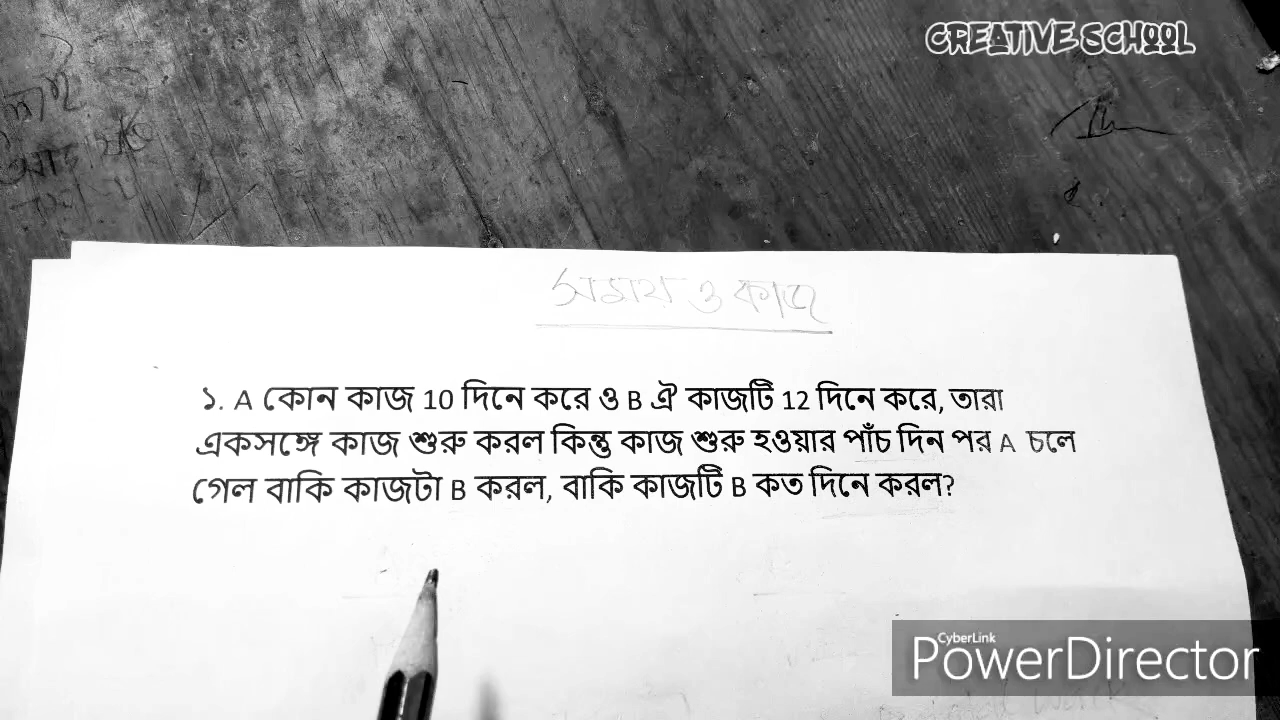 CREATIVE SCHOOL
সময় ও কাজ
১. A কোন কাজ 10 দিনে করে ও B ঐ কাজটি 12 দিনে করে, তারা
একসঙ্গে কাজ শুরু করল কিন্তু কাজ শুরু হওয়ার পাঁচ দিন পর A চলে
গেল বাকি কাজটা B করল, বাকি কাজটি B কত দিনে করল?
CyberLink
PowerDirector